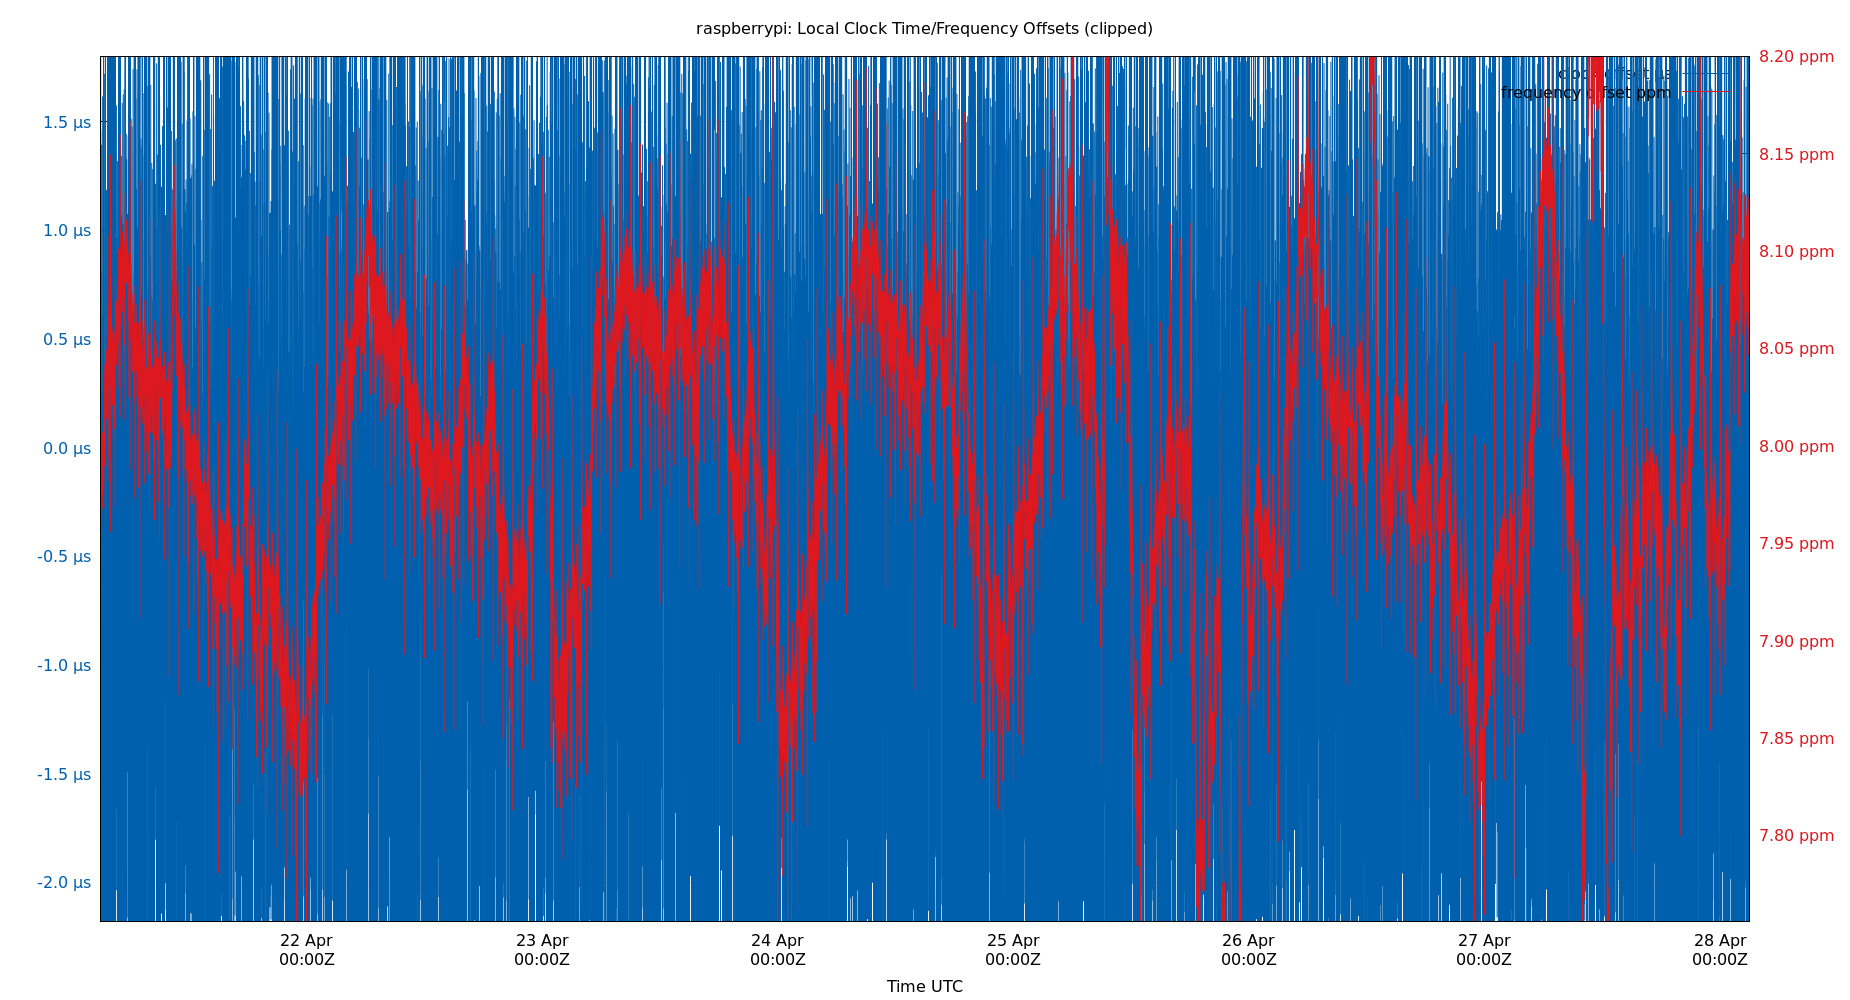 raspberrypi: Local Clock Time/Frequency Offsets (clipped)
8.20 ppm
clock offset µs
frequency offset ppm
1.5 µs
8.15 ppm
1.0 µs
8.10 ppm
0.5 µs
8.05 ppm
0.0 µs
8.00 ppm
-0.5 µs
7.95 ppm
-1.0 µs
7.90 ppm
-1.5 µs
7.85 ppm
7.80 ppm
-2.0 µs
22 Apr 23 Apr 24 Apr 25 Apr 26 Apr 27 Apr 28 Apr
00:00Z 00:00Z 00:00Z 00:00Z 00:00Z 00:00Z 00:00Z
Time UTC